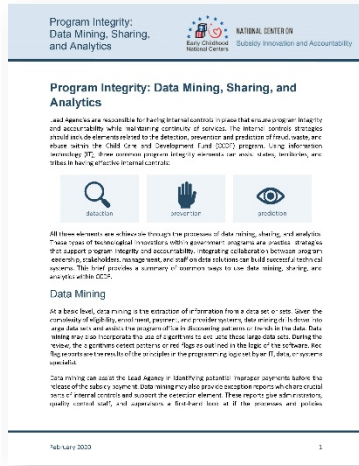 Program Integrity:
Data Mining, Sharing,
and Analytics
Early Childhood
National Centers
NATIONAL CENTER ON
Subsidy Innovation and Accountability
Program Integrity: Data Mining, Sharing, and
Analytics
Lead Agencies are responsible for having internal controls in place that ensure program integrity
and accountability while maintaining continuity of services. The internal controls strategies
should include elements related to the detection, prevention and prediction of fraud, waste, and
abuse within the Child Care and Development Fund (CCDF) program. Using information
technology (IT), three common program integrity elements can assist states, territories, and
tribes in having effective internal controls:
detection
prevention
prediction
All three elements are achievable through the processes of data mining, sharing, and analytics.
These types of technological innovations within government programs are practical strategies
that support program integrity and accountability. Integrating collaboration between program
leadership, stakeholders, management, and staff on data solutions can build successful technical
systems. This brief provides a summary of common ways to use data mining, sharing, and
analytics within CCDF.
Data Mining
At a basic level, data mining is the extraction of information from a data set or sets. Given the
complexity of eligibility, enrollment, payment, and provider systems, data mining drills down into
large data sets and assists the program office in discovering patterns or trends in the data. Data
mining may also incorporate the use of algorithms to evaluate those large data sets. During the
review, the algorithms detect patterns or red flags as outlined in the logic of the software. Red
flag reports are the results of the principles in the programming logic set by an IT, data, or systems
specialist.
Data mining can assist the Lead Agency in identifying potential improper payments before the
release of the subsidy payment. Data mining may also provide exception reports which are crucial
parts of internal controls and support the detection element. These reports give administrators,
quality control staff, and supervisors a first-hand look at if the processes and policies
February 2020
1